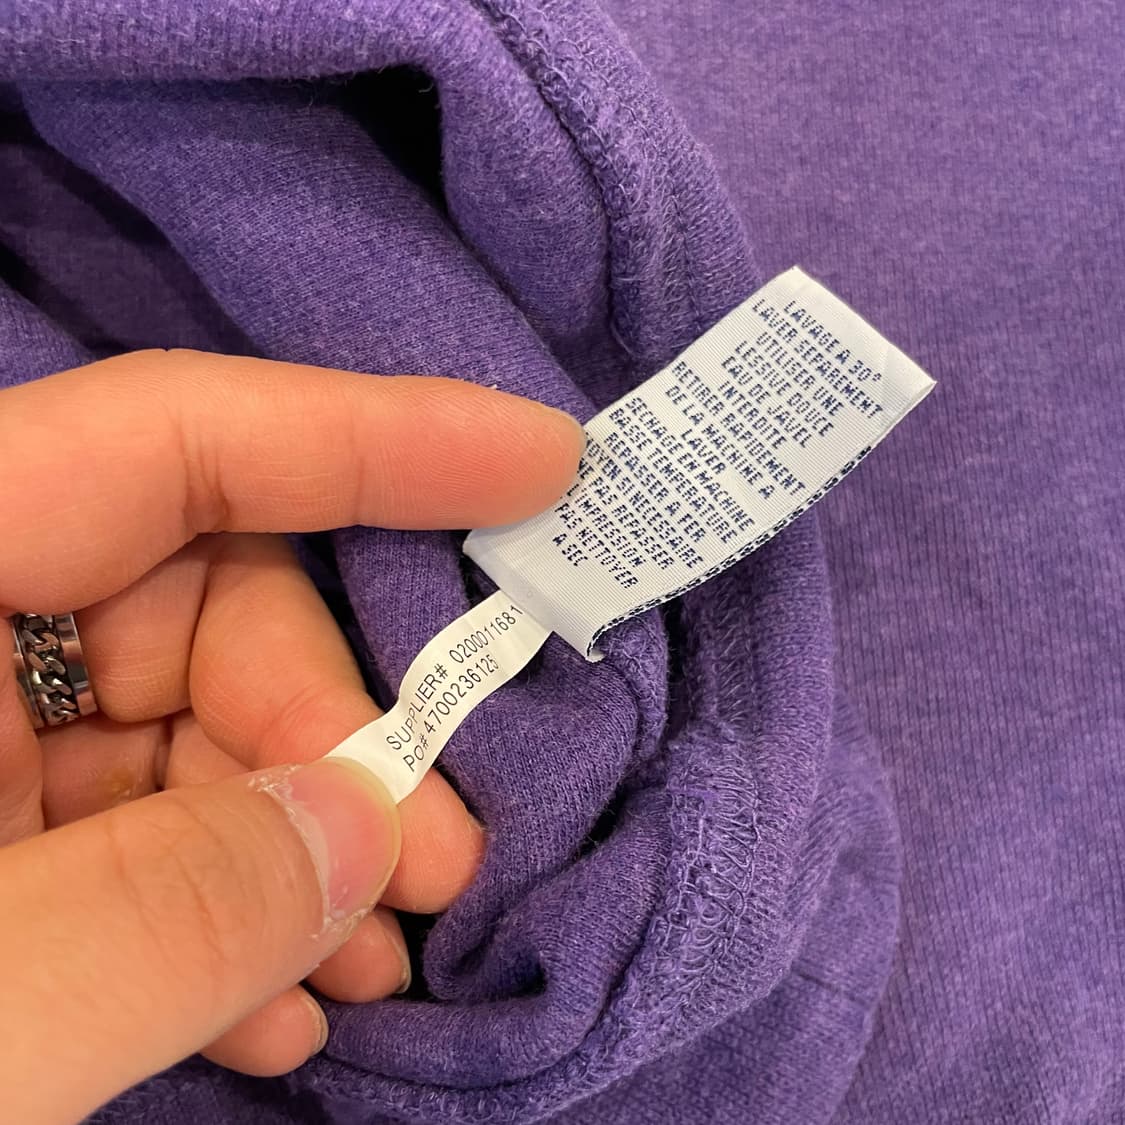 LAVAGE A 30°
LAVER SEPAREMENT
UTILISER UNE
LESSIVE DOUCE
EAU DE JAVEL
INTERDITE
RETIRER RAPIDEMENT
DE LA MACHINE A
LAVER
SECHAGE EN MACHINE
BASSE TEMPERATURE
REPASSER A TIER
MOYEN SI NECESSAIRE
NE PAS REPASSER
L'IMPRESSION
PAS NETTOYER
A SEC
SUPPLIER# 0200011681
PO# 4700236125